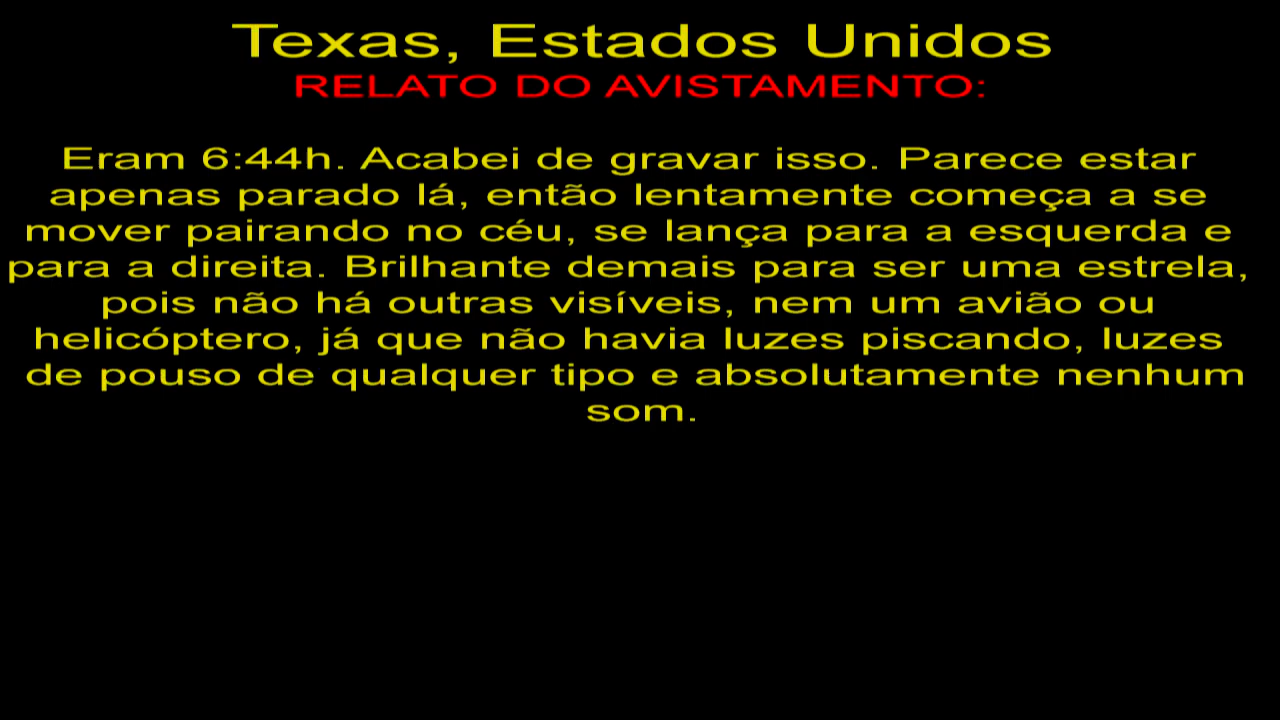 Texas, Estados Unidos
RELATO DO AVISTAMENTO:
Eram 6:44h. Acabei de gravar isso. Parece estar
apenas parado lá, então lentamente começa a se
mover pairando no céu, se lança para a esquerda e
para a direita. Brilhante demais para ser uma estrela,
pois não há outras visíveis, nem um avião ou
helicóptero, já que não havia luzes piscando, luzes
de pouso de qualquer tipo e absolutamente nenhum
som.